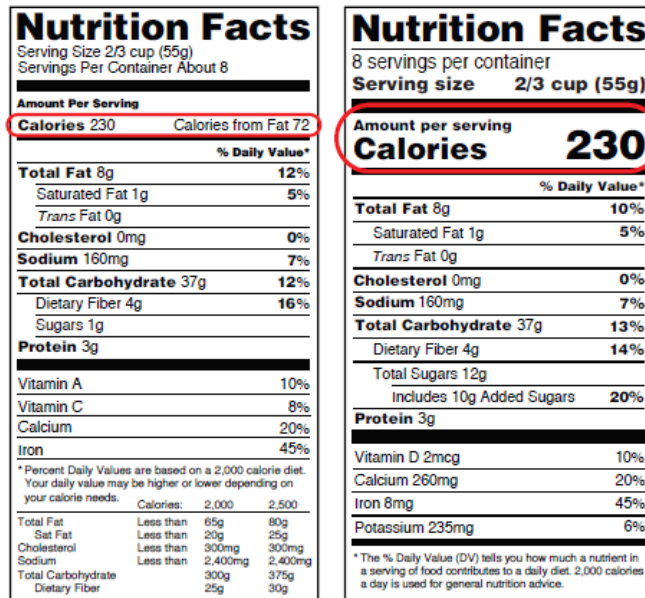 Nutrition Facts
Serving Size 2/3 cup (55g)
Servings Per Container About 8
Amount Per Serving
Calories 230 Calories from Fat 72
% Daily Value*
Total Fat 8g 12%
Saturated Fat 1g 5%
Trans Fat 0g
Cholesterol 0mg 0%
Sodium 160mg 7%
Total Carbohydrate 37g 12%
Dietary Fiber 4g 16%
Sugars 1g
Protein 3g
Vitamin A 10%
Vitamin C 8%
Calcium 20%
Iron 45%
* Percent Daily Values are based on a 2,000 calorie diet.
Your daily value may be higher or lower depending on
your calorie needs.
Calories: 2,000 2,500
Total Fat Less than 65g 80g
Sat Fat Less than 20g 25g
Cholesterol Less than 300mg 300mg
Sodium Less than 2,400mg 2,400mg
Total Carbohydrate 300g 375g
Dietary Fiber 25g 30g
Nutrition Facts
8 servings per container
Serving size 2/3 cup (55g)
Amount per serving
Calories 230
% Daily Value*
Total Fat 8g 10%
Saturated Fat 1g 5%
Trans Fat 0g
Cholesterol 0mg 0%
Sodium 160mg 7%
Total Carbohydrate 37g 13%
Dietary Fiber 4g 14%
Total Sugars 12g
Includes 10g Added Sugars 20%
Protein 3g
Vitamin D 2mcg 10%
Calcium 260mg 20%
Iron 8mg 45%
Potassium 235mg 6%
* The % Daily Value (DV) tells you how much a nutrient in
a serving of food contributes to a daily diet. 2,000 calories
a day is used for general nutrition advice.